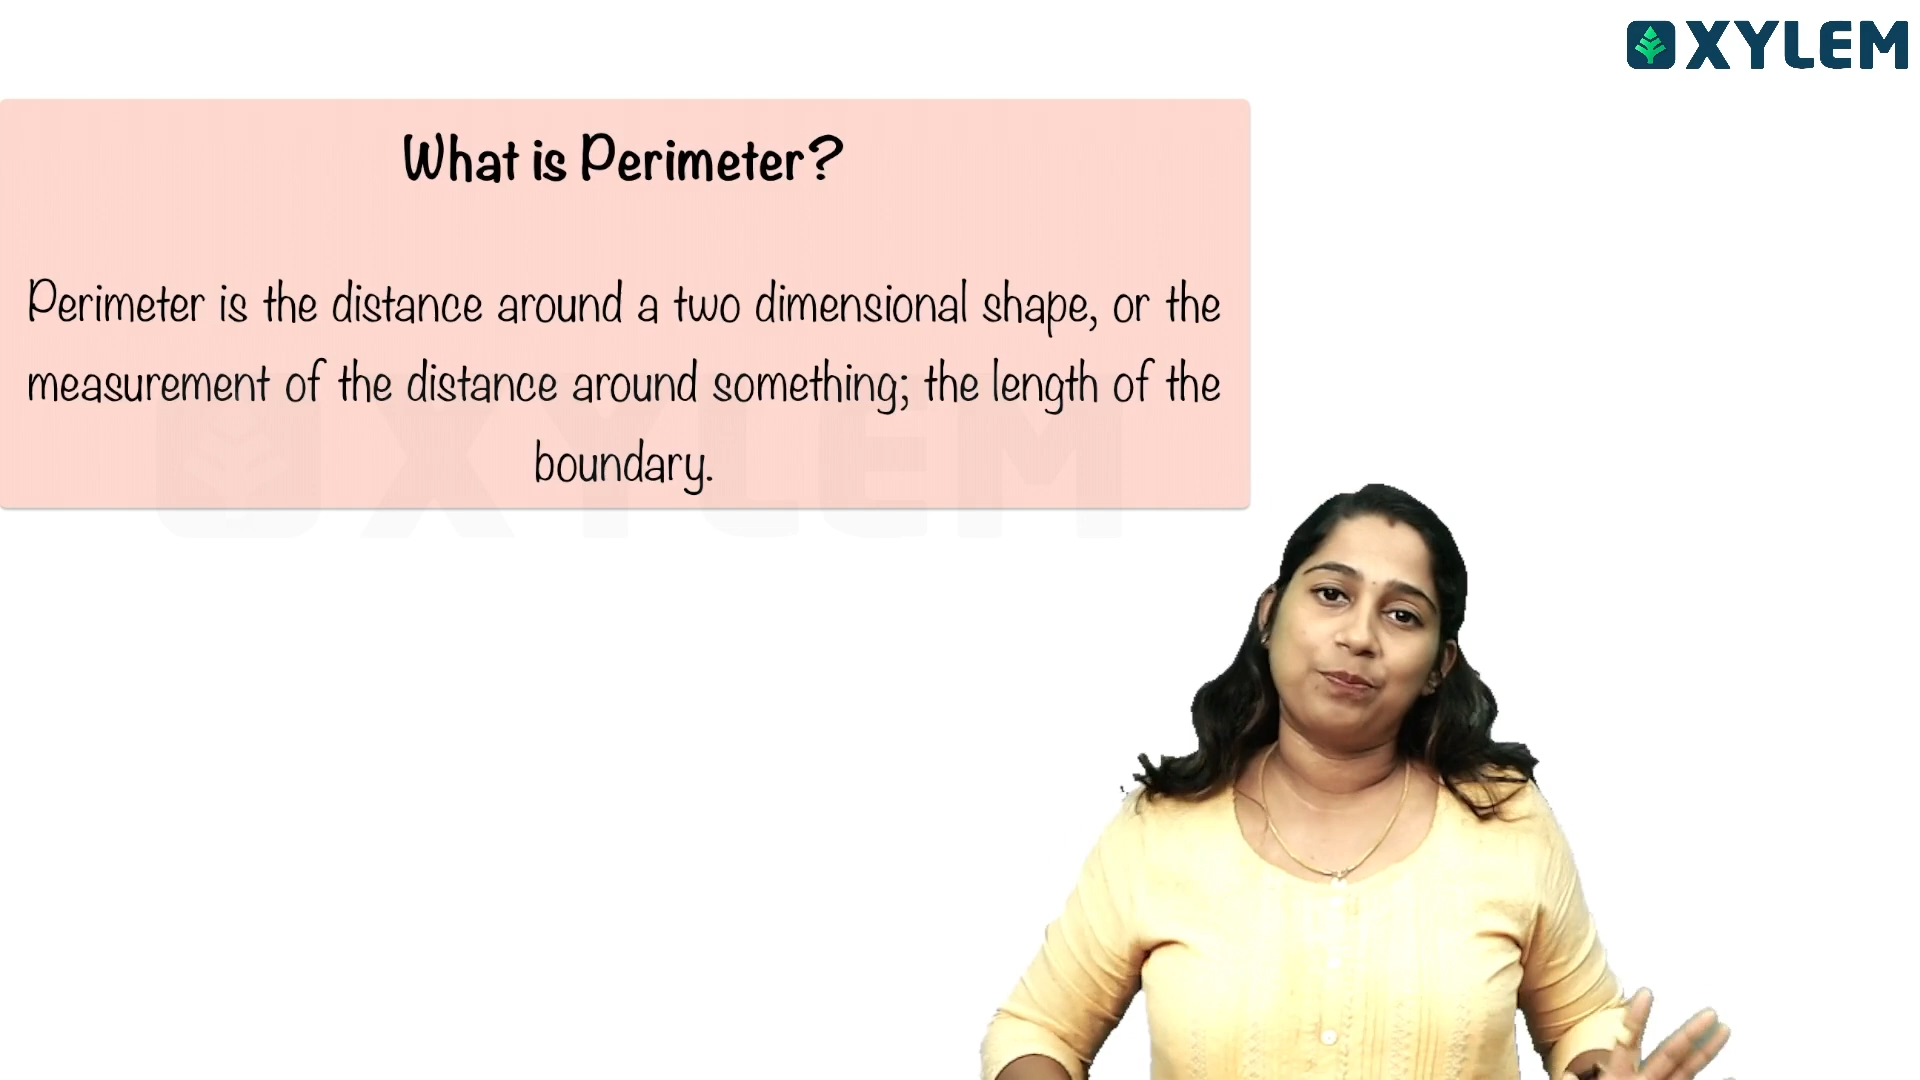 XYLEM
What is Perimeter?
Perimeter is the distance around a two dimensional shape, or the
measurement of the distance around something; the length of the
boundary.
XYLEM